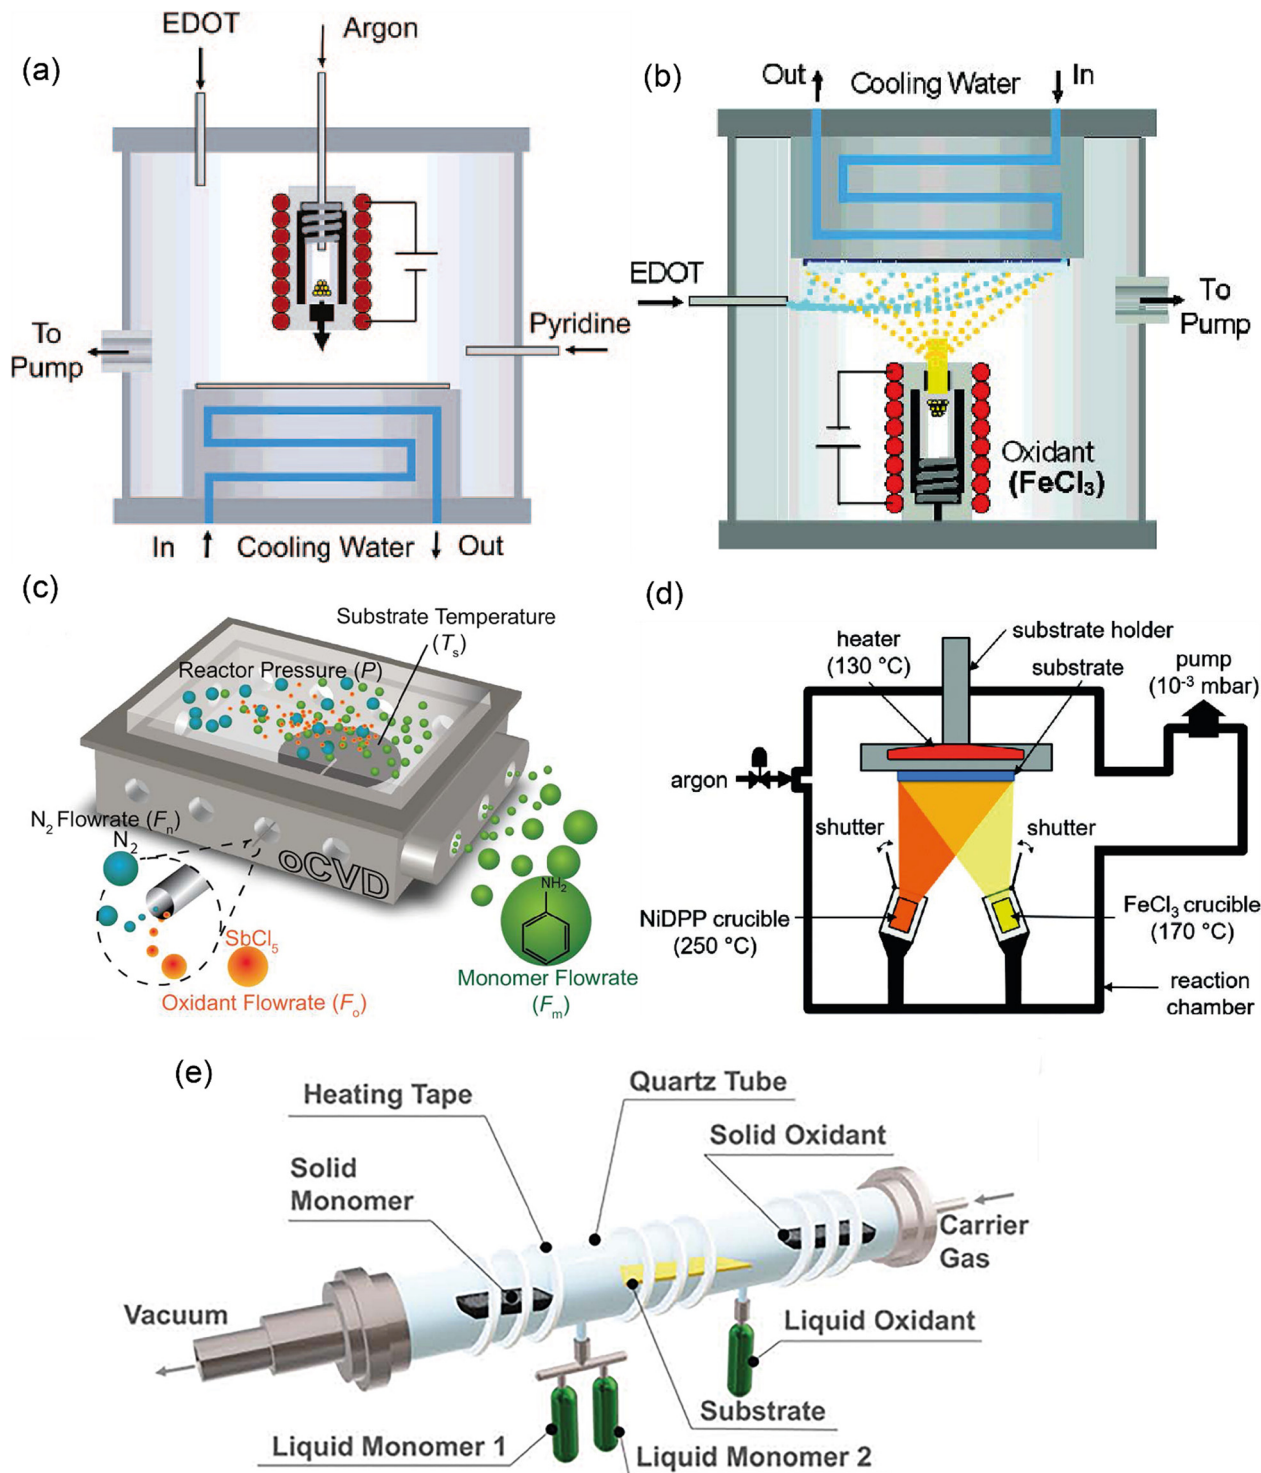 EDOT
Argon
(a)
To
Pump
Pyridine
In
Cooling Water
Out
(b)
Out
Cooling Water
In
EDOT
To
Pump
Oxidant
(FeCl₃)
(c)
Substrate Temperature
(Tₛ)
Reactor Pressure (P)
N₂ Flowrate (Fₙ)
N₂
oCVD
SbCl₅
Oxidant Flowrate (Fₒ)
NH₂
Monomer Flowrate
(Fₘ)
(d)
heater
(130 °C)
substrate holder
substrate
pump
(10⁻³ mbar)
argon
shutter
shutter
NiDPP crucible
(250 °C)
FeCl₃ crucible
(170 °C)
reaction
chamber
(e)
Heating Tape
Quartz Tube
Solid Oxidant
Solid
Monomer
Carrier
Gas
Vacuum
Liquid Oxidant
Substrate
Liquid Monomer 1
Liquid Monomer 2